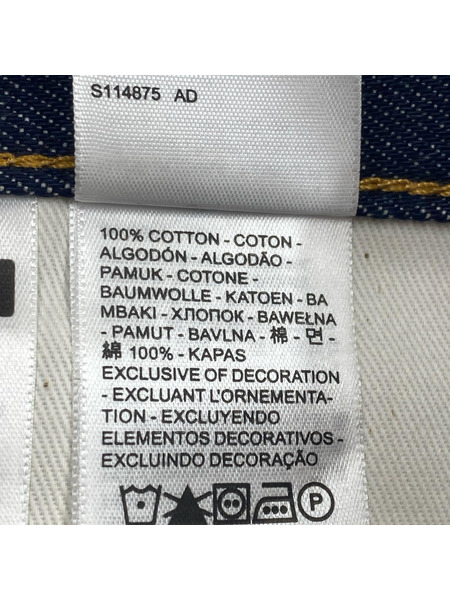 S114875 AD
100% COTTON - COTON -
ALGODÓN - ALGODÃO -
PAMUK - COTONE -
BAUMWOLLE - KATOEN - BA
MBAKI - ХЛОПОК - BAWEŁNA
- PAMUT - BAVLNA - 棉 - 면 -
綿 100% - KAPAS
EXCLUSIVE OF DECORATION
- EXCLUANT L'ORNEMENTA-
TION - EXCLUYENDO
ELEMENTOS DECORATIVOS -
EXCLUINDO DECORAÇÃO
P